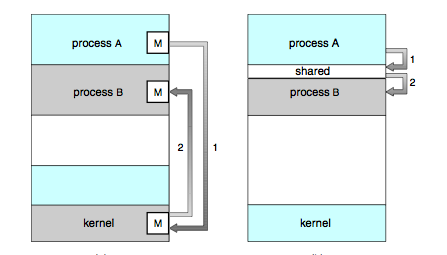 process A
M
process B
M
2
1
kernel
M
process A
1
shared
2
process B
kernel